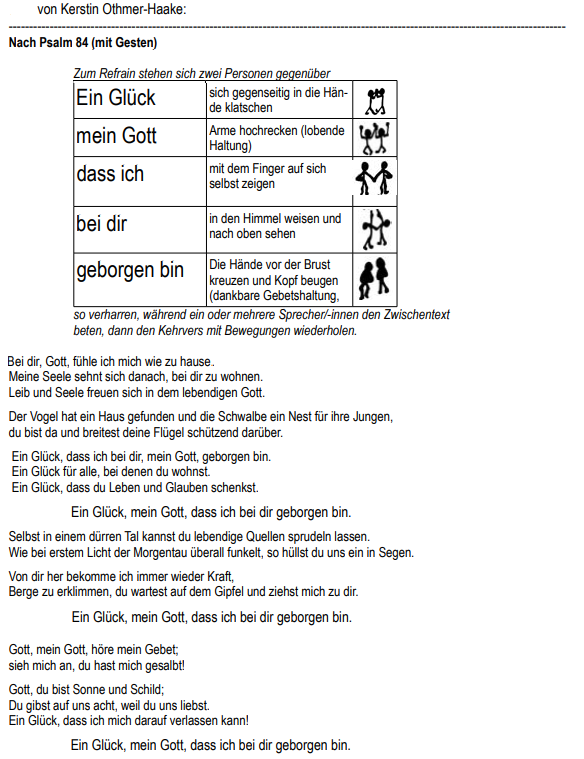 von Kerstin Othmer-Haake:
Nach Psalm 84 (mit Gesten)
Zum Refrain stehen sich zwei Personen gegenüber
Ein Glück
sich gegenseitig in die Hän-
de klatschen
mein Gott
Arme hochrecken (lobende
Haltung)
dass ich
mit dem Finger auf sich
selbst zeigen
bei dir
in den Himmel weisen und
nach oben sehen
geborgen bin
Die Hände vor der Brust
kreuzen und Kopf beugen
(dankbare Gebetshaltung,
so verharren, während ein oder mehrere Sprecher/-innen den Zwischentext
beten, dann den Kehrvers mit Bewegungen wiederholen.
Bei dir, Gott, fühle ich mich wie zu hause.
Meine Seele sehnt sich danach, bei dir zu wohnen.
Leib und Seele freuen sich in dem lebendigen Gott.
Der Vogel hat ein Haus gefunden und die Schwalbe ein Nest für ihre Jungen,
du bist da und breitest deine Flügel schützend darüber.
Ein Glück, dass ich bei dir, mein Gott, geborgen bin.
Ein Glück für alle, bei denen du wohnst.
Ein Glück, dass du Leben und Glauben schenkst.
Ein Glück, mein Gott, dass ich bei dir geborgen bin.
Selbst in einem dürren Tal kannst du lebendige Quellen sprudeln lassen.
Wie bei erstem Licht der Morgentau überall funkelt, so hüllst du uns ein in Segen.
Von dir her bekomme ich immer wieder Kraft,
Berge zu erklimmen, du wartest auf dem Gipfel und ziehst mich zu dir.
Ein Glück, mein Gott, dass ich bei dir geborgen bin.
Gott, mein Gott, höre mein Gebet;
sieh mich an, du hast mich gesalbt!
Gott, du bist Sonne und Schild;
Du gibst auf uns acht, weil du uns liebst.
Ein Glück, dass ich mich darauf verlassen kann!
Ein Glück, mein Gott, dass ich bei dir geborgen bin.